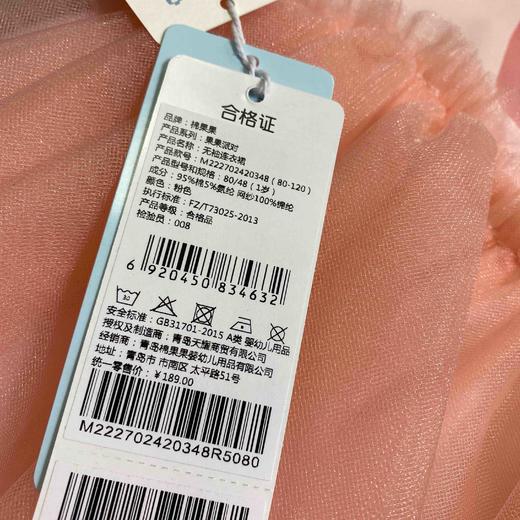 合格证
品牌：棉果果
产品系列：果果派对
产品名称：无袖连衣裙
产品款号：M222702420348（80-120）
产品型号和规格：80/48（1岁）
成分：95%棉5%氨纶 网纱100%锦纶
颜色：粉色
执行标准：FZ/T73025-2013
产品等级：合格品
检验员：008
6 920450 834632
安全标准：GB31701-2015 A类 婴幼儿用品
授权及制造商：青岛天耀商贸有限公司
经销商：青岛棉果果婴幼儿用品有限公司
地址：青岛市 市南区 太平路51号
统一零售价：￥189.00
M222702420348R5080